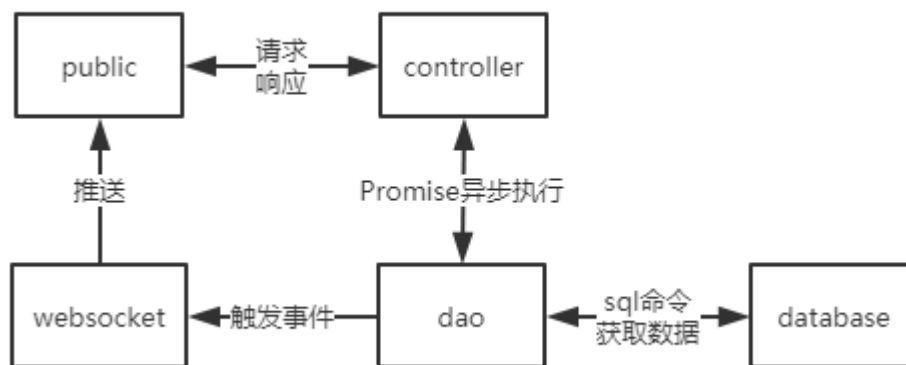 public
请求
响应
controller
推送
Promise异步执行
websocket
触发事件
dao
sql命令
获取数据
database